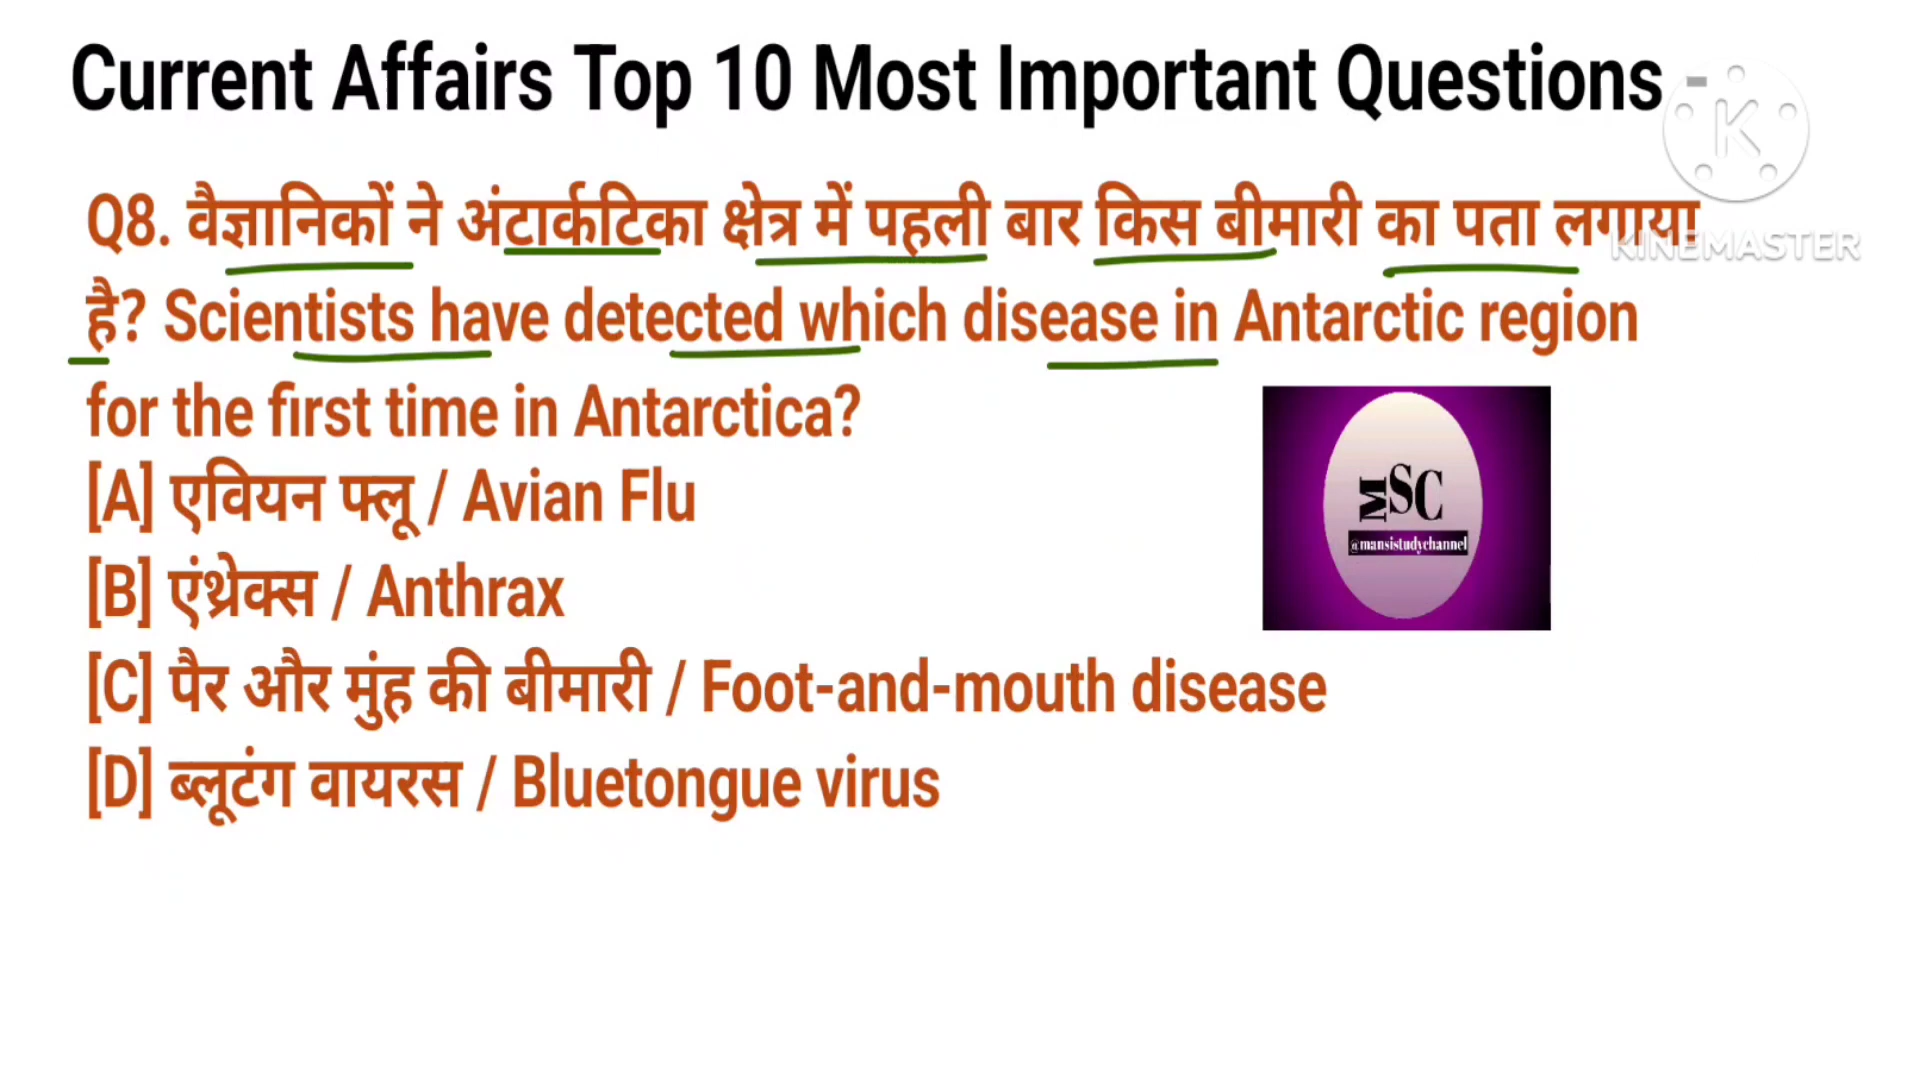 Current Affairs Top 10 Most Important Questions -
Q8. वैज्ञानिकों ने अंटार्कटिका क्षेत्र में पहली बार किस बीमारी का पता लगाया
है? Scientists have detected which disease in Antarctic region
for the first time in Antarctica?
[A] एवियन फ्लू / Avian Flu
[B] एंथ्रेक्स / Anthrax
[C] पैर और मुंह की बीमारी / Foot-and-mouth disease
[D] ब्लूटंग वायरस / Bluetongue virus
MSC
@mansistudychannel
K
KINEMASTER